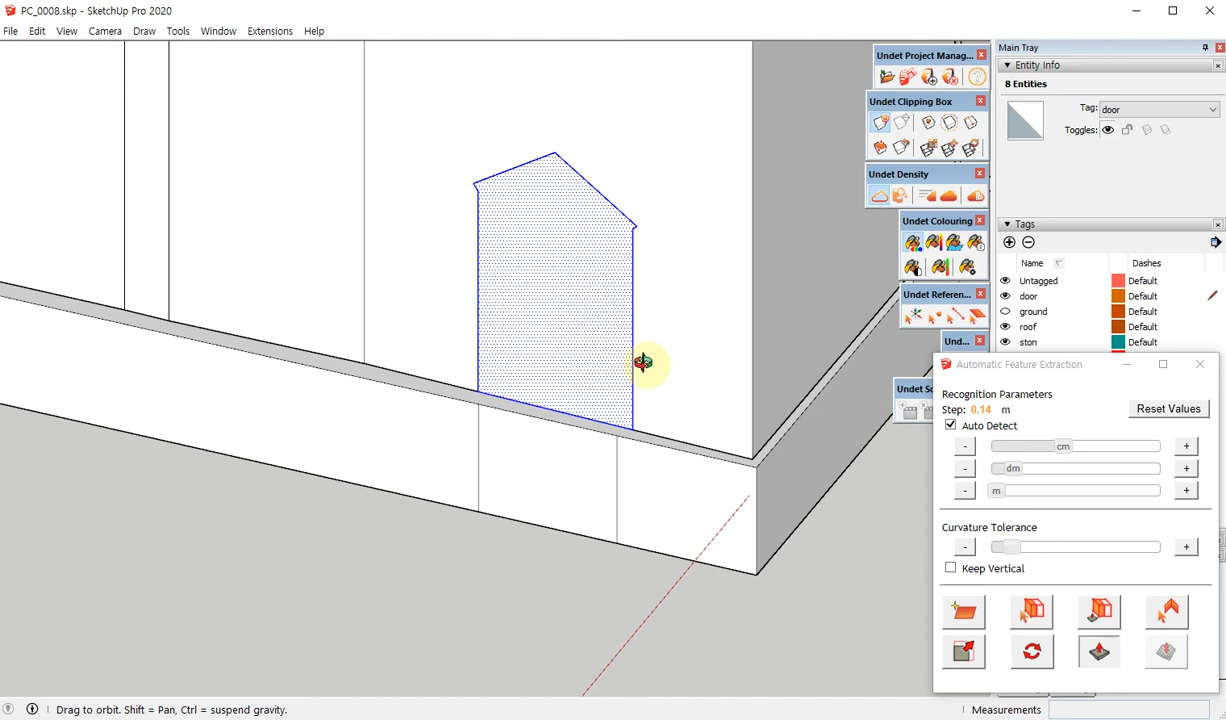 PC_0008.skp - SketchUp Pro 2020
File Edit View Camera Draw Tools Window Extensions Help
Undet Project Manag...
Undet Clipping Box
Undet Density
Undet Colouring
Undet Referen...
Und...
Undet So
Main Tray
Entity Info
8 Entities
Tag: door
Toggles:
Tags
Name Dashes
Untagged Default
door Default
ground Default
roof Default
ston Default
Automatic Feature Extraction
Recognition Parameters
Step: 0.14 m
Reset Values
Auto Detect
- cm +
- dm +
- m +
Curvature Tolerance
- +
Keep Vertical
Drag to orbit. Shift = Pan, Ctrl = suspend gravity.
Measurements